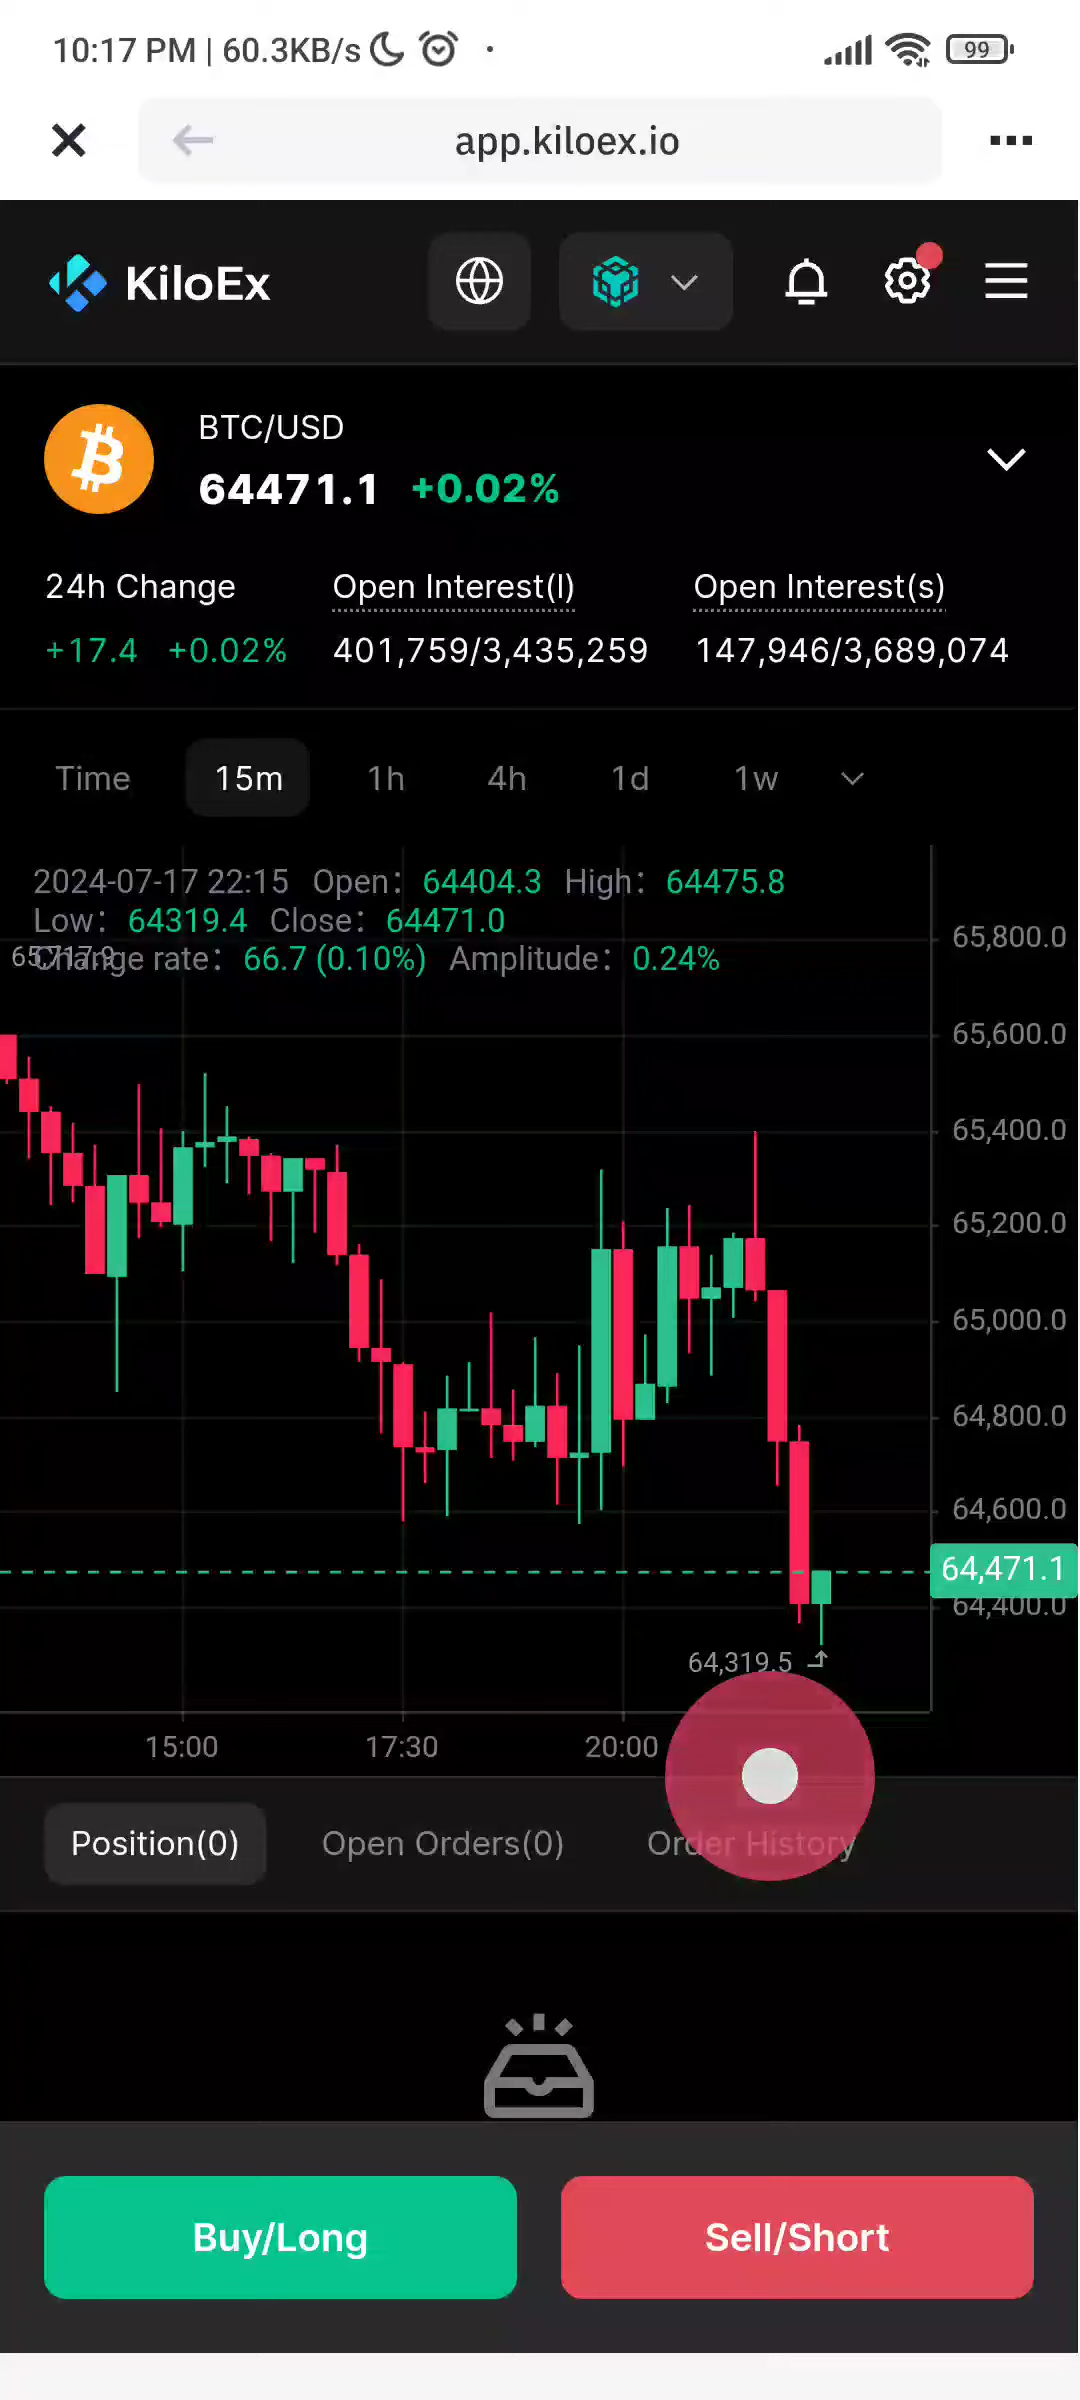 10:17 PM | 60.3KB/s
99
app.kiloex.io
KiloEx
BTC/USD
64471.1 +0.02%
24h Change Open Interest(l) Open Interest(s)
+17.4 +0.02% 401,759/3,435,259 147,946/3,689,074
Time 15m 1h 4h 1d 1w
2024-07-17 22:15 Open: 64404.3 High: 64475.8
Low: 64319.4 Close: 64471.0
Change rate: 66.7 (0.10%) Amplitude: 0.24%
65,717.9
65,800.0
65,600.0
65,400.0
65,200.0
65,000.0
64,800.0
64,600.0
64,471.1
64,400.0
64,319.5
15:00 17:30 20:00
Position(0) Open Orders(0) Order History
Buy/Long Sell/Short